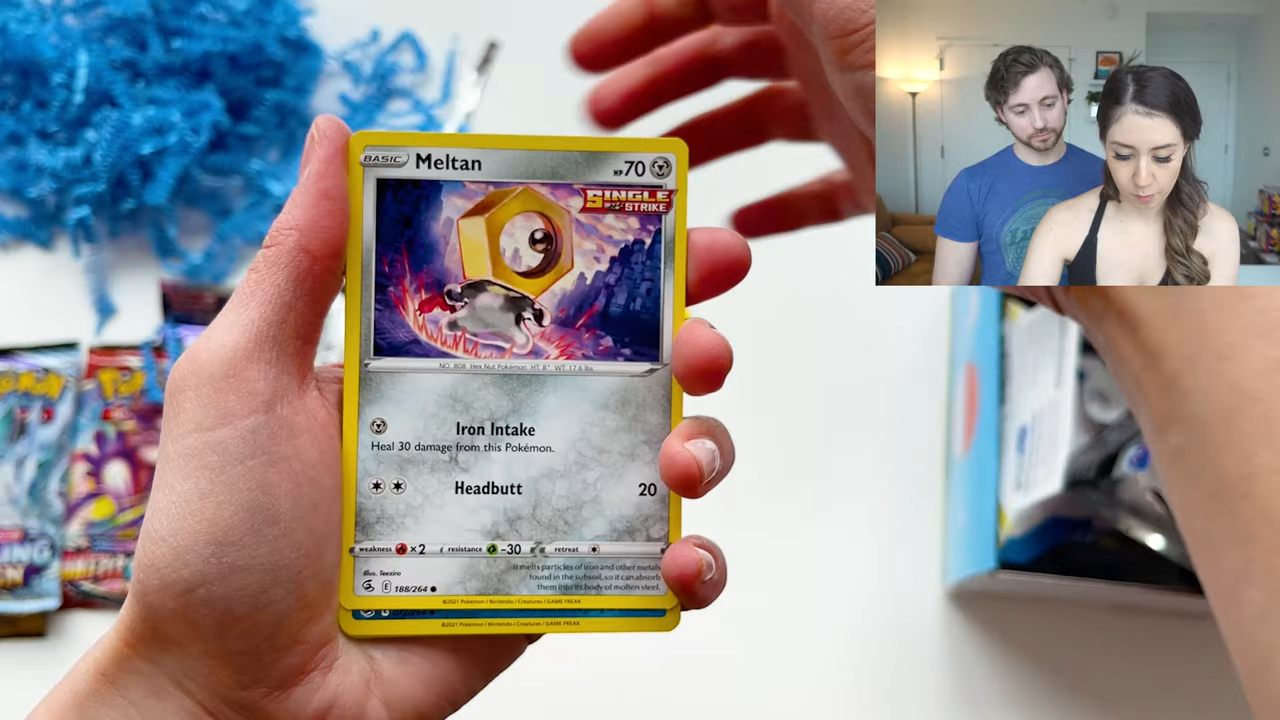 BASIC Meltan HP 70
SINGLE
STRIKE
NO. 808 Hex Nut Pokémon HT: 8" WT: 17.6 lbs.
Iron Intake
Heal 30 damage from this Pokémon.
Headbutt 20
weakness ×2 resistance -30 retreat
Illus. Teeziro
It melts particles of iron and other metals
found in the subsoil, so it can absorb
them into its body of molten steel.
E 188/264
©2021 Pokémon / Nintendo / Creatures / GAME FREAK
©2021 Pokémon / Nintendo / Creatures / GAME FREAK